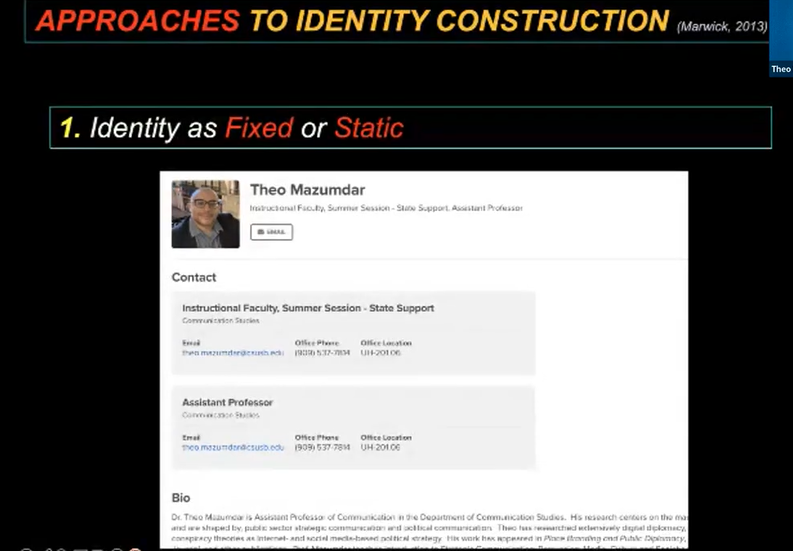 APPROACHES TO IDENTITY CONSTRUCTION (Marwick, 2013)
Theo
1. Identity as Fixed or Static
Theo Mazumdar
Instructional Faculty, Summer Session - State Support, Assistant Professor
EMAIL
Contact
Instructional Faculty, Summer Session - State Support
Communication Studies
Email Office Phone Office Location
theo.mazumdar@csusb.edu (909) 537-7814 UH-201.06
Assistant Professor
Communication Studies
Email Office Phone Office Location
theo.mazumdar@csusb.edu (909) 537-7814 UH-201.06
Bio
Dr. Theo Mazumdar is Assistant Professor of Communication in the Department of Communication Studies. His research centers on the
and are shaped by, public sector strategic communication and political communication. Theo has researched extensively digital diplomacy,
conspiracy theories as internet- and social media-based political strategy. His work has appeared in Place Branding and Public Diplomacy,